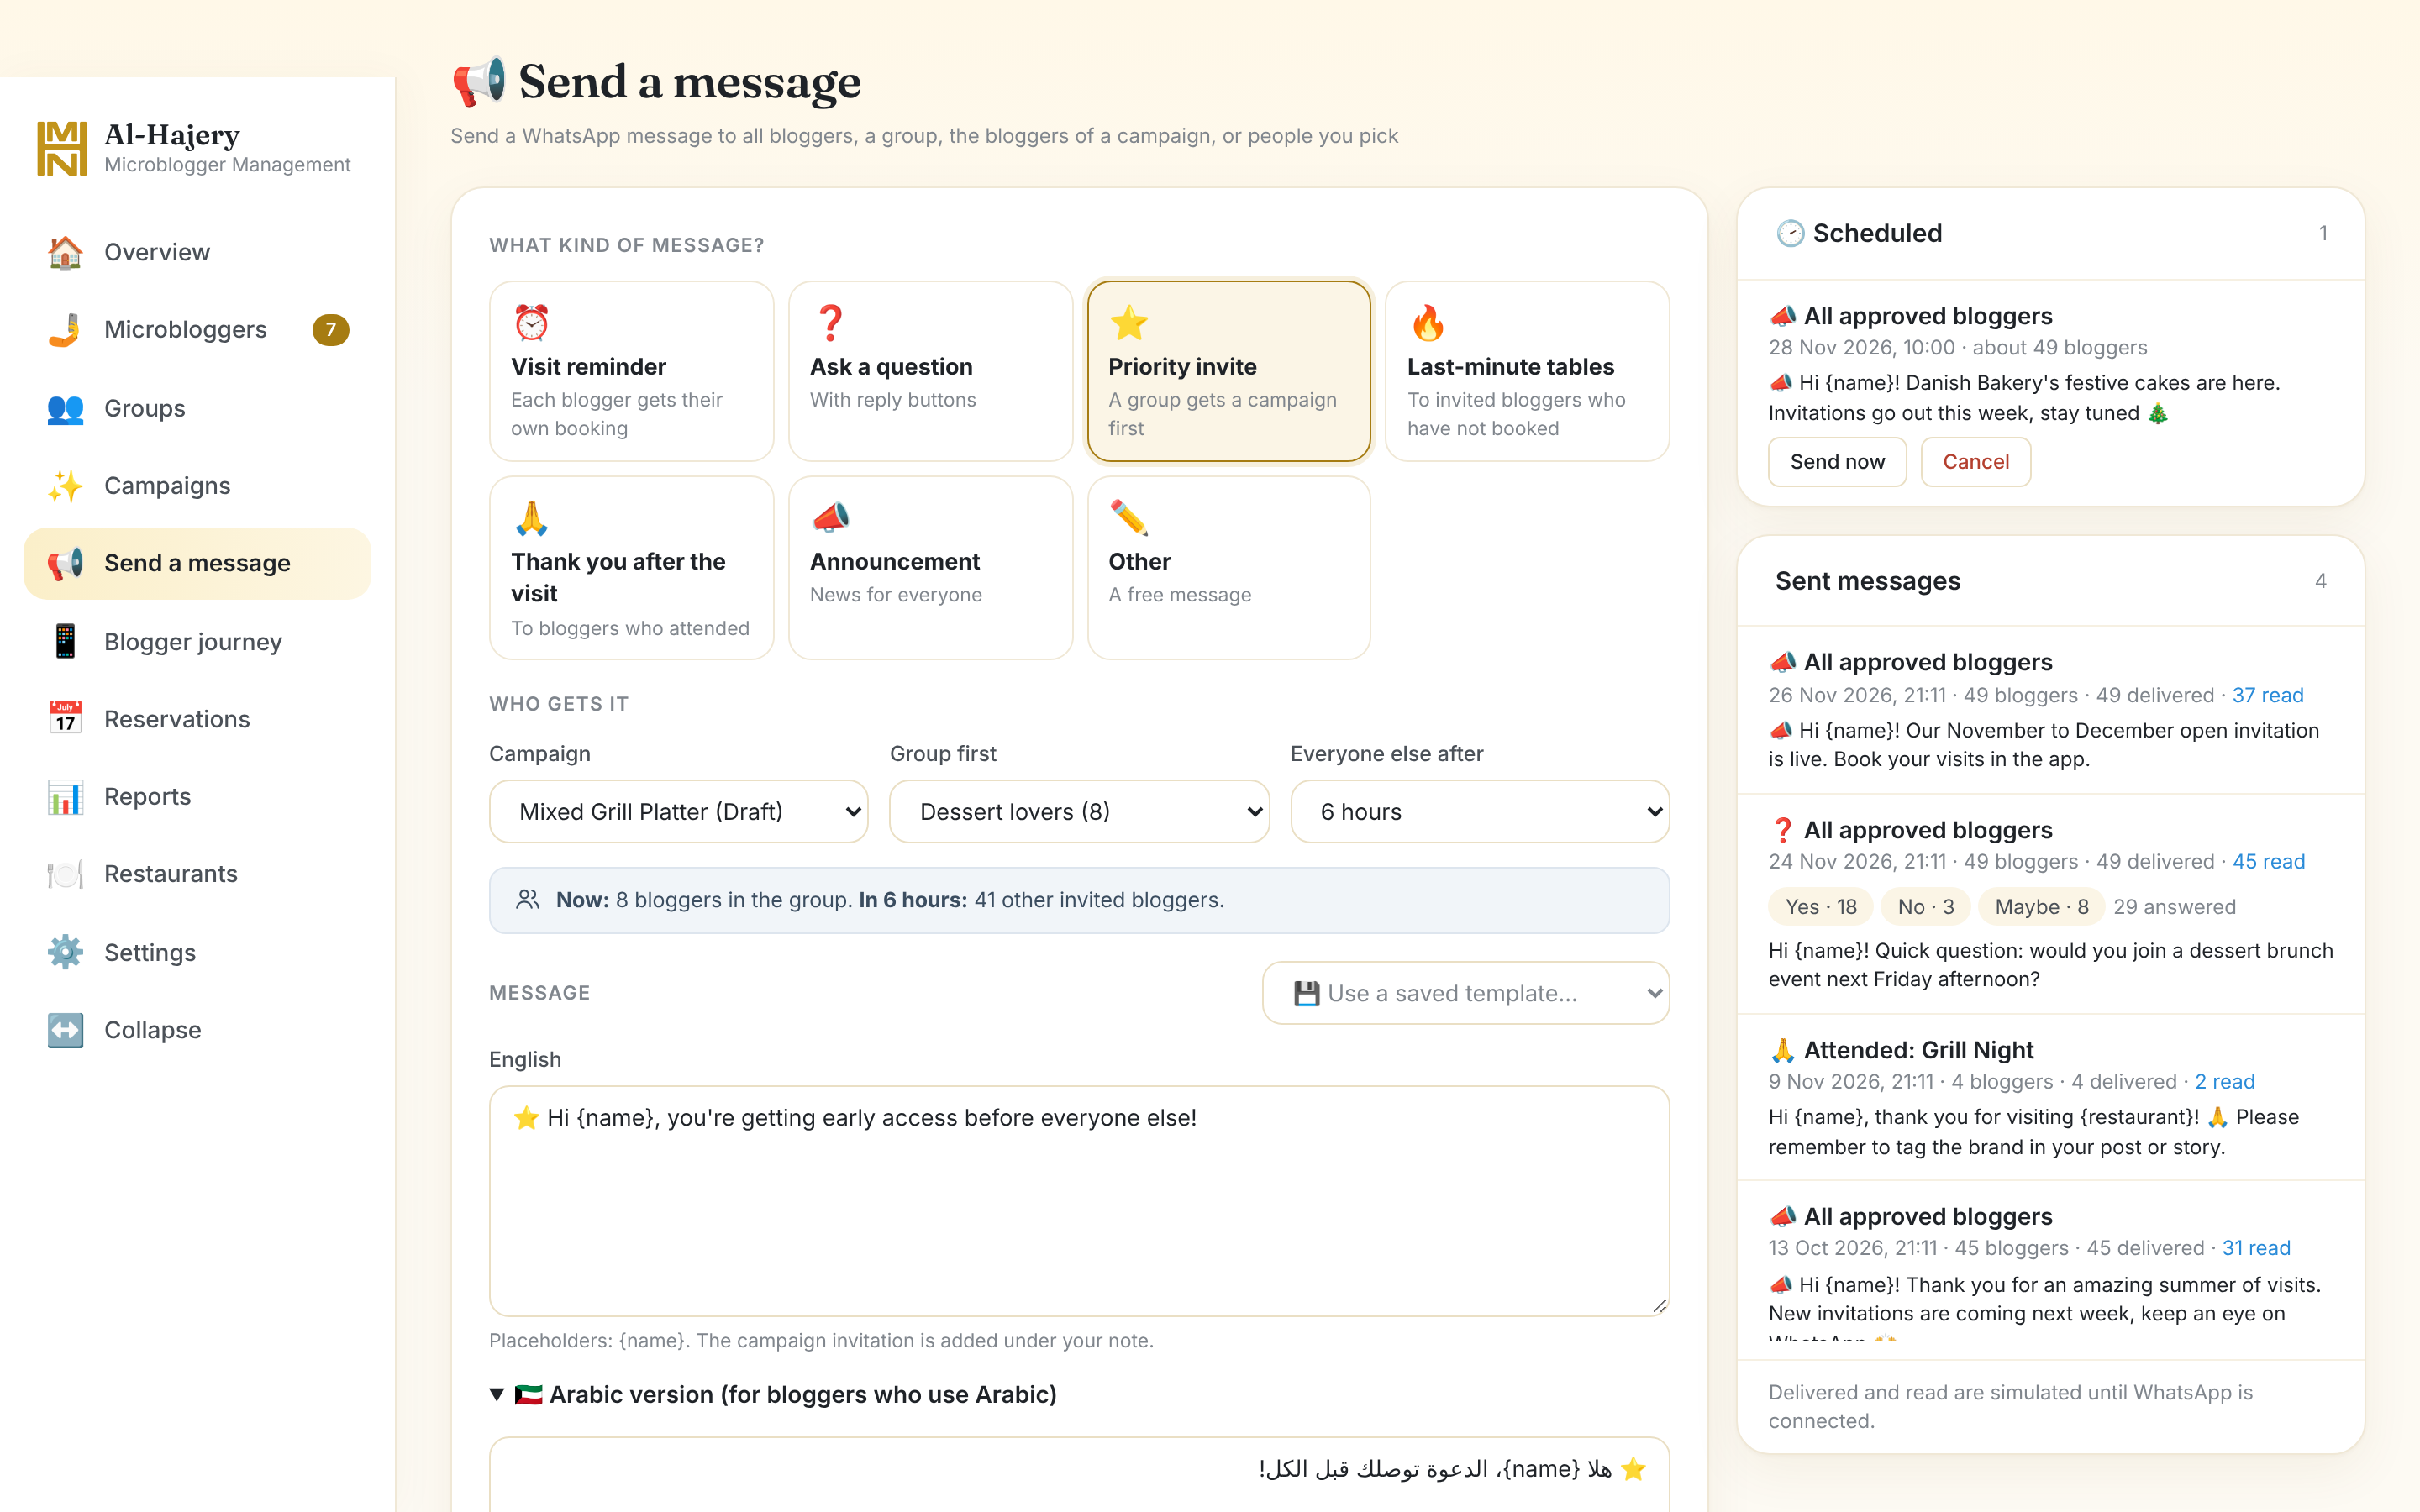 Al-Hajery
Microblogger Management
Overview
Microbloggers 7
Groups
Campaigns
Send a message
Blogger journey
Reservations
Reports
Restaurants
Settings
Collapse
📢 Send a message
Send a WhatsApp message to all bloggers, a group, the bloggers of a campaign, or people you pick
WHAT KIND OF MESSAGE?
Visit reminder
Each blogger gets their
own booking
Ask a question
With reply buttons
Priority invite
A group gets a campaign
first
Last-minute tables
To invited bloggers who
have not booked
Thank you after the
visit
To bloggers who attended
Announcement
News for everyone
Other
A free message
WHO GETS IT
Campaign
Mixed Grill Platter (Draft)
Group first
Dessert lovers (8)
Everyone else after
6 hours
Now: 8 bloggers in the group. In 6 hours: 41 other invited bloggers.
MESSAGE
💾 Use a saved template...
English
⭐ Hi {name}, you're getting early access before everyone else!
Placeholders: {name}. The campaign invitation is added under your note.
▼ 🇰🇼 Arabic version (for bloggers who use Arabic)
⭐ هلا {name}، الدعوة توصلك قبل الكل!
🕑 Scheduled 1
📣 All approved bloggers
28 Nov 2026, 10:00 · about 49 bloggers
📣 Hi {name}! Danish Bakery's festive cakes are here.
Invitations go out this week, stay tuned 🎄
Send now Cancel
Sent messages 4
📣 All approved bloggers
26 Nov 2026, 21:11 · 49 bloggers · 49 delivered · 37 read
📣 Hi {name}! Our November to December open invitation
is live. Book your visits in the app.
❓ All approved bloggers
24 Nov 2026, 21:11 · 49 bloggers · 49 delivered · 45 read
Yes · 18 No · 3 Maybe · 8 29 answered
Hi {name}! Quick question: would you join a dessert brunch
event next Friday afternoon?
🙏 Attended: Grill Night
9 Nov 2026, 21:11 · 4 bloggers · 4 delivered · 2 read
Hi {name}, thank you for visiting {restaurant}! 🙏 Please
remember to tag the brand in your post or story.
📣 All approved bloggers
13 Oct 2026, 21:11 · 45 bloggers · 45 delivered · 31 read
📣 Hi {name}! Thank you for an amazing summer of visits.
New invitations are coming next week, keep an eye on
Delivered and read are simulated until WhatsApp is
connected.